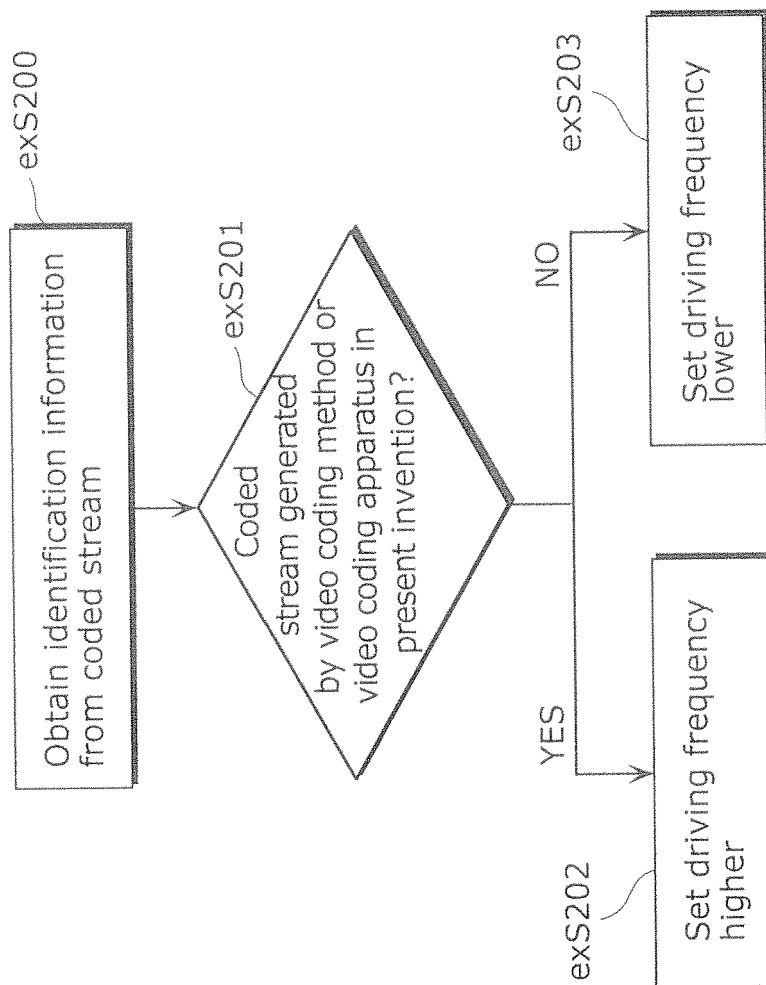 exS200
Obtain identification information
from coded stream
exS201
Coded
stream generated
by video coding method or
video coding apparatus in
present invention?
YES
NO
exS202
Set driving frequency
higher
exS203
Set driving frequency
lower